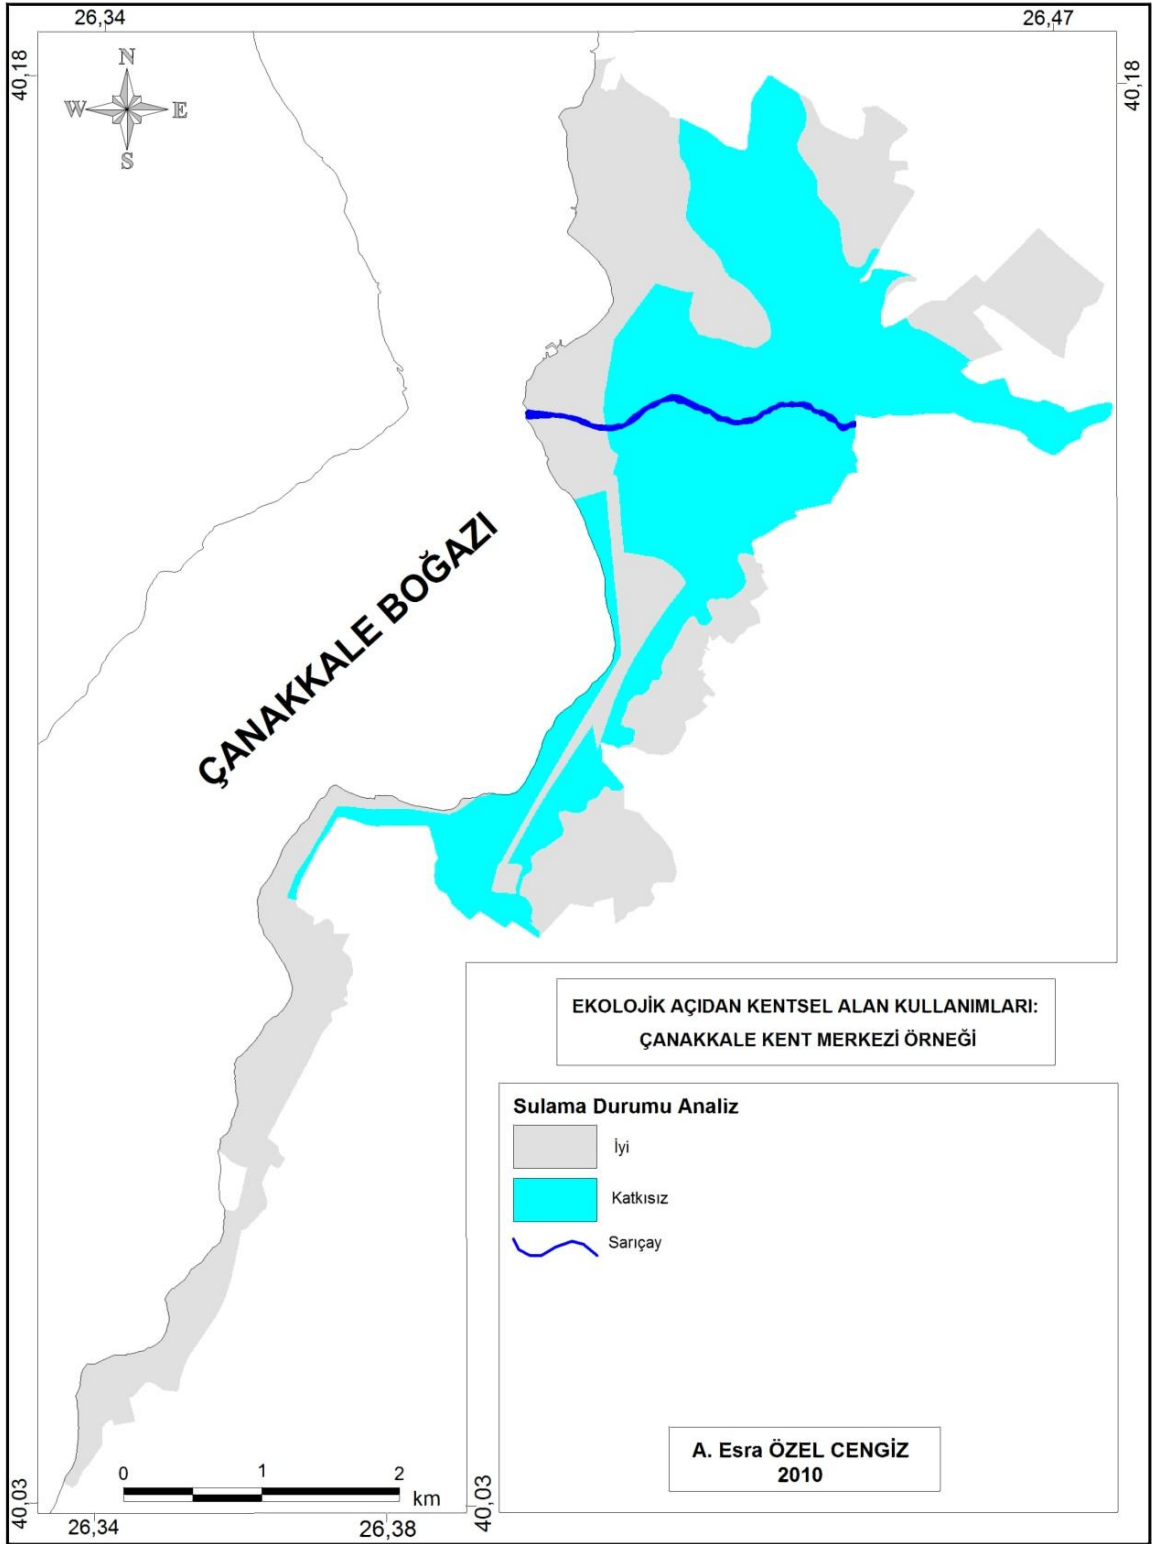 26,34
26,47
40,18
40,18
N
W
E
S
ÇANAKKALE BOĞAZI
EKOLOJİK AÇIDAN KENTSEL ALAN KULLANIMLARI:
ÇANAKKALE KENT MERKEZİ ÖRNEĞİ
Sulama Durumu Analiz
İyi
Katkısız
Sarıçay
A. Esra ÖZEL CENGİZ
2010
0 1 2
km
40,03
40,03
26,34
26,38